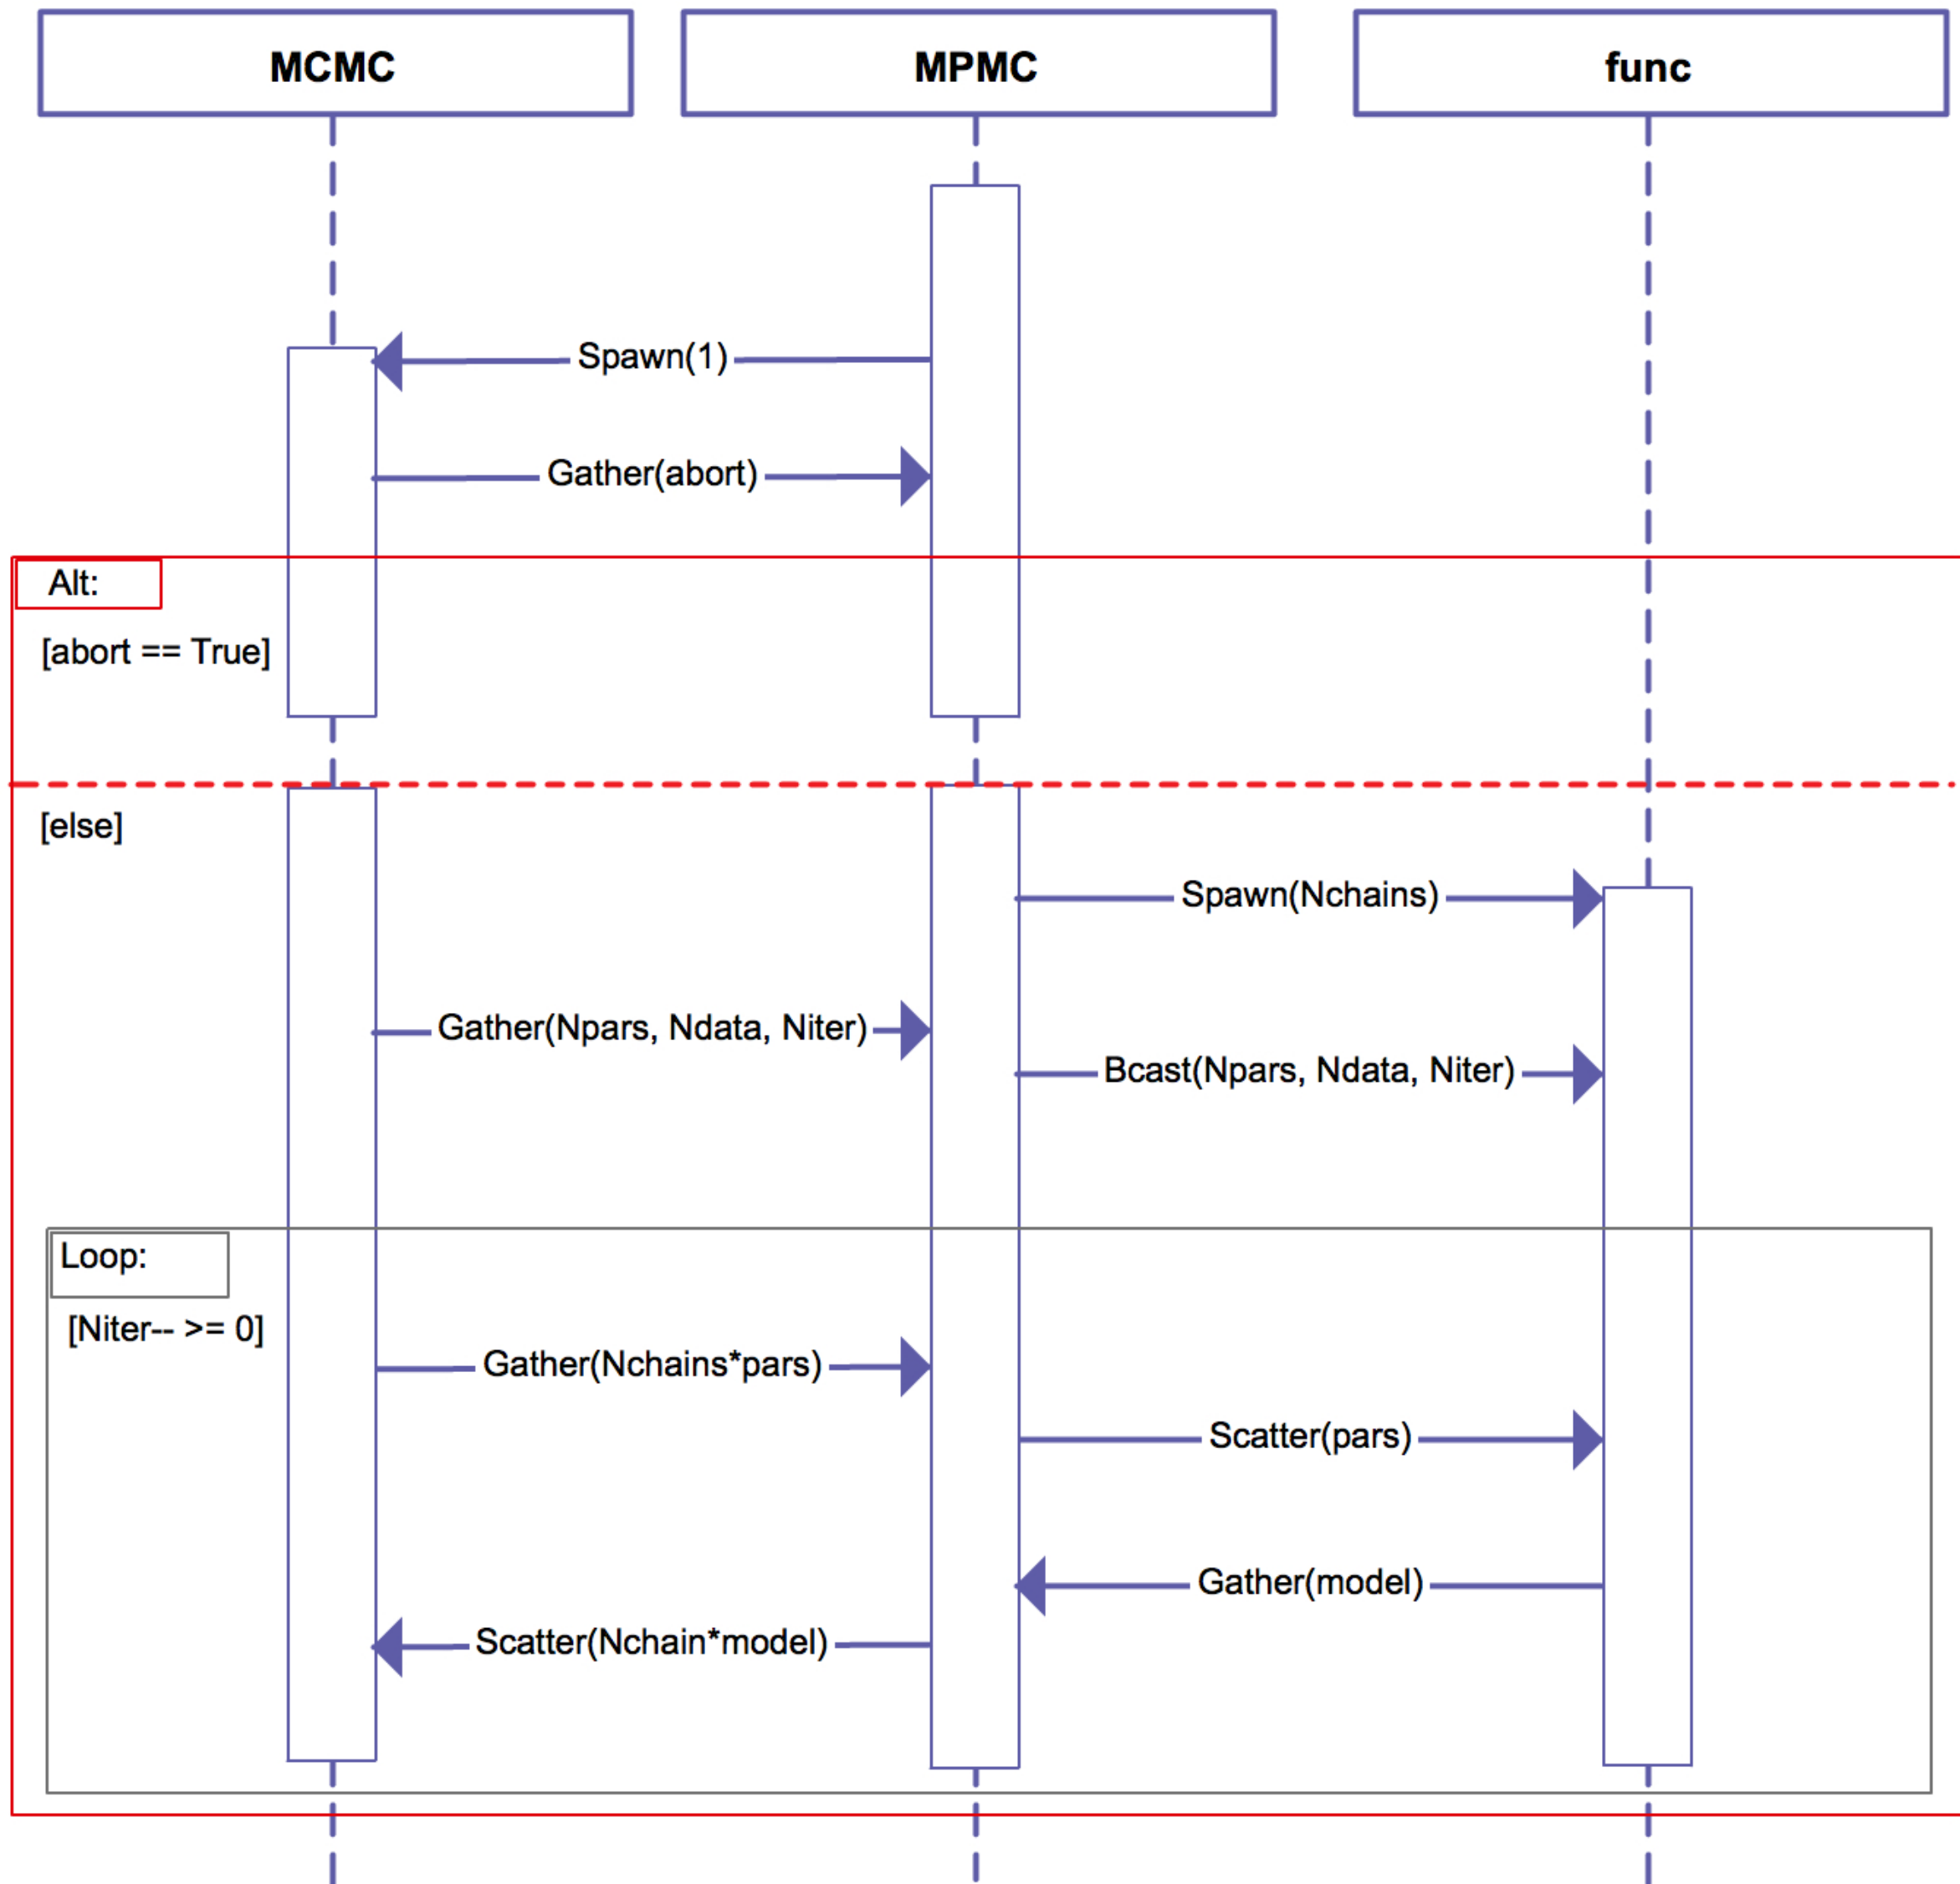 MCMC
MPMC
func
Spawn(1)
Gather(abort)
Alt:
[abort == True]
[else]
Spawn(Nchains)
Gather(Npars, Ndata, Niter)
Bcast(Npars, Ndata, Niter)
Loop:
[Niter-- >= 0]
Gather(Nchains*pars)
Scatter(pars)
Gather(model)
Scatter(Nchain*model)